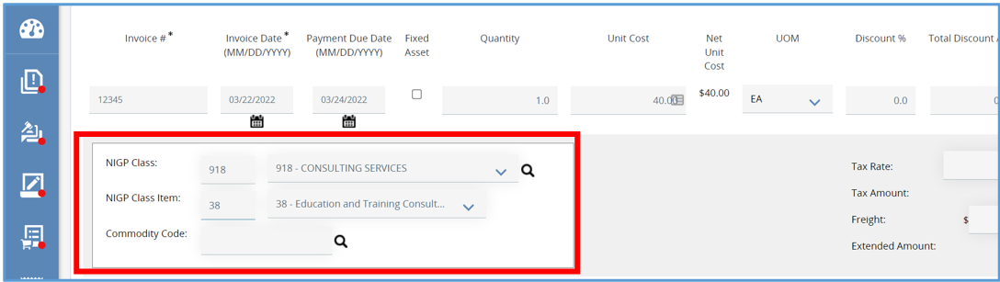 Invoice #* Invoice Date* Payment Due Date Fixed Quantity Unit Cost Net UOM Discount % Total Discount
(MM/DD/YYYY) (MM/DD/YYYY) Asset Unit
Cost
12345 03/22/2022 03/24/2022 1.0 40.00 $40.00 EA 0.0
NIGP Class: 918 918 - CONSULTING SERVICES Tax Rate:
NIGP Class Item: 38 38 - Education and Training Consult... Tax Amount:
Commodity Code: Freight: $
Extended Amount: